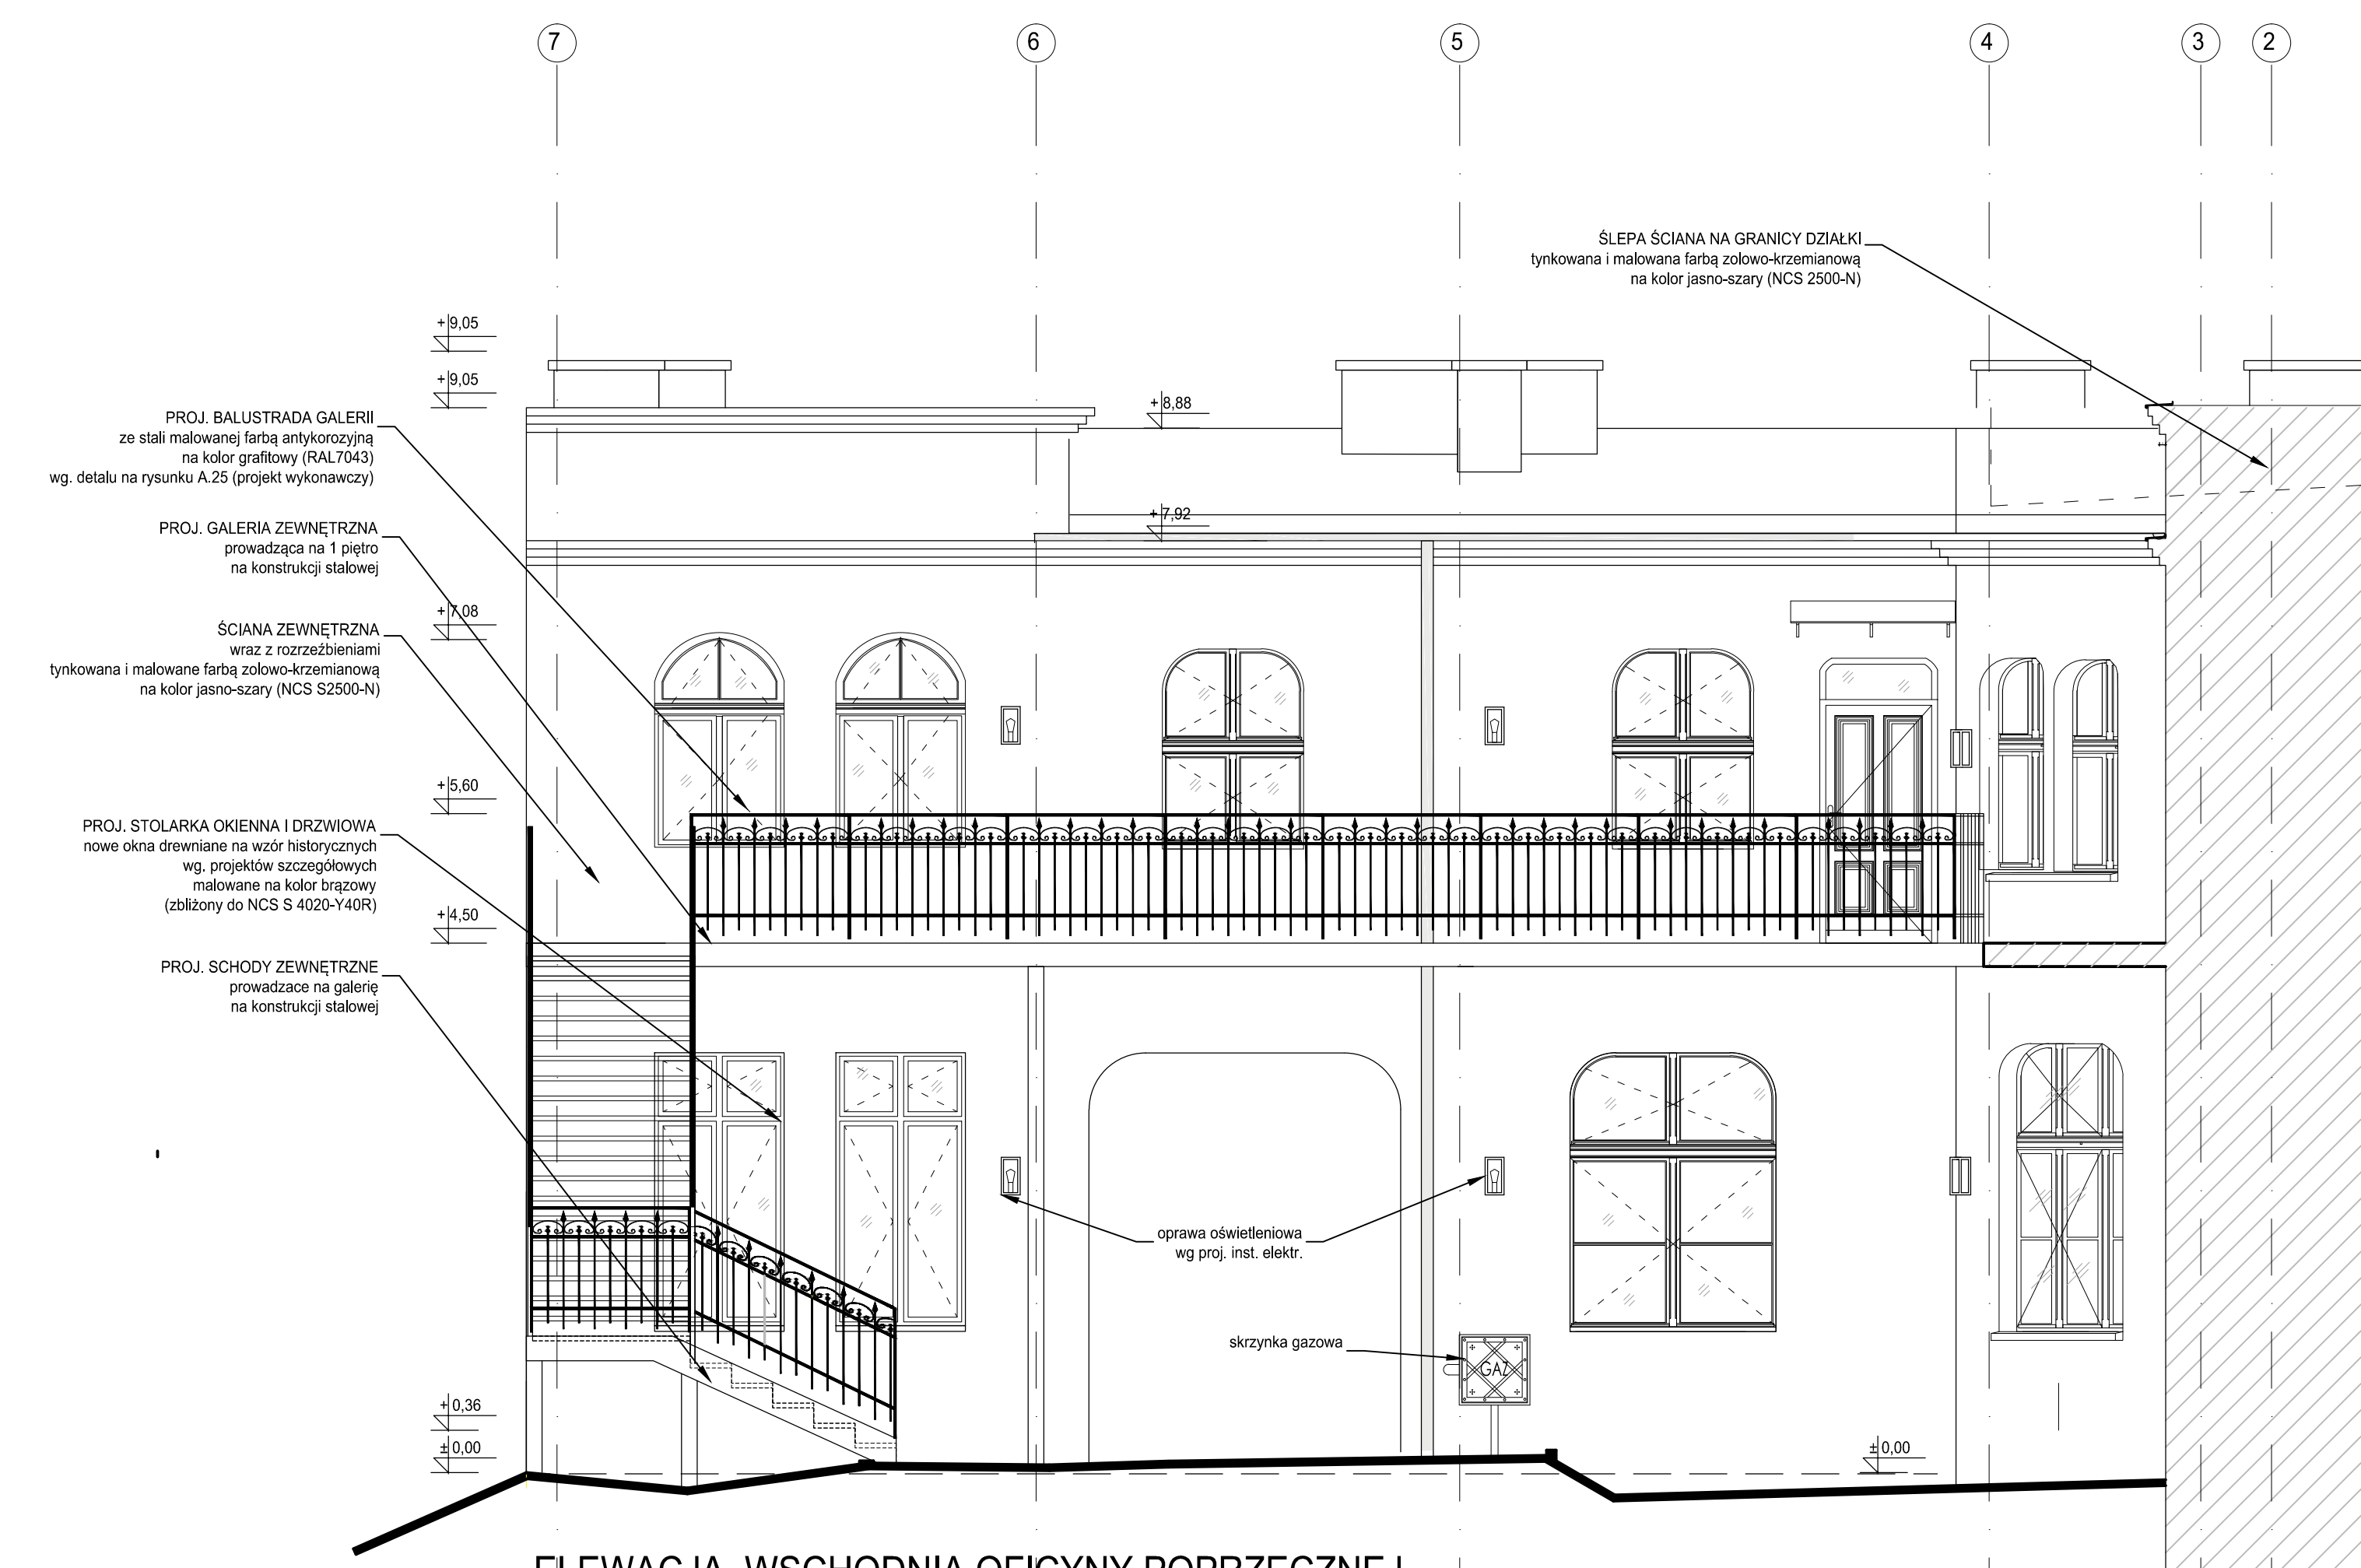 7 6 5 4 3 2
ŚLEPA ŚCIANA NA GRANICY DZIAŁKI
tynkowana i malowana farbą zolowo-krzemianową
na kolor jasno-szary (NCS 2500-N)
+9,05
+9,05
+8,88
PROJ. BALUSTRADA GALERII
ze stali malowanej farbą antykorozyjną
na kolor grafitowy (RAL7043)
wg. detalu na rysunku A.25 (projekt wykonawczy)
+7,92
PROJ. GALERIA ZEWNĘTRZNA
prowadząca na 1 piętro
na konstrukcji stalowej
+7,08
ŚCIANA ZEWNĘTRZNA
wraz z rozrzeźbieniami
tynkowana i malowane farbą zolowo-krzemianową
na kolor jasno-szary (NCS S2500-N)
+5,60
PROJ. STOLARKA OKIENNA I DRZWIOWA
nowe okna drewniane na wzór historycznych
wg. projektów szczegółowych
malowane na kolor brązowy
(zbliżony do NCS S 4020-Y40R)
+4,50
PROJ. SCHODY ZEWNĘTRZNE
prowadzace na galerię
na konstrukcji stalowej
oprawa oświetleniowa
wg proj. inst. elektr.
skrzynka gazowa
GAZ
+0,36
±0,00
±0,00
ELEWACJA WSCHODNIA OFICYNY POPRZECZNEJ